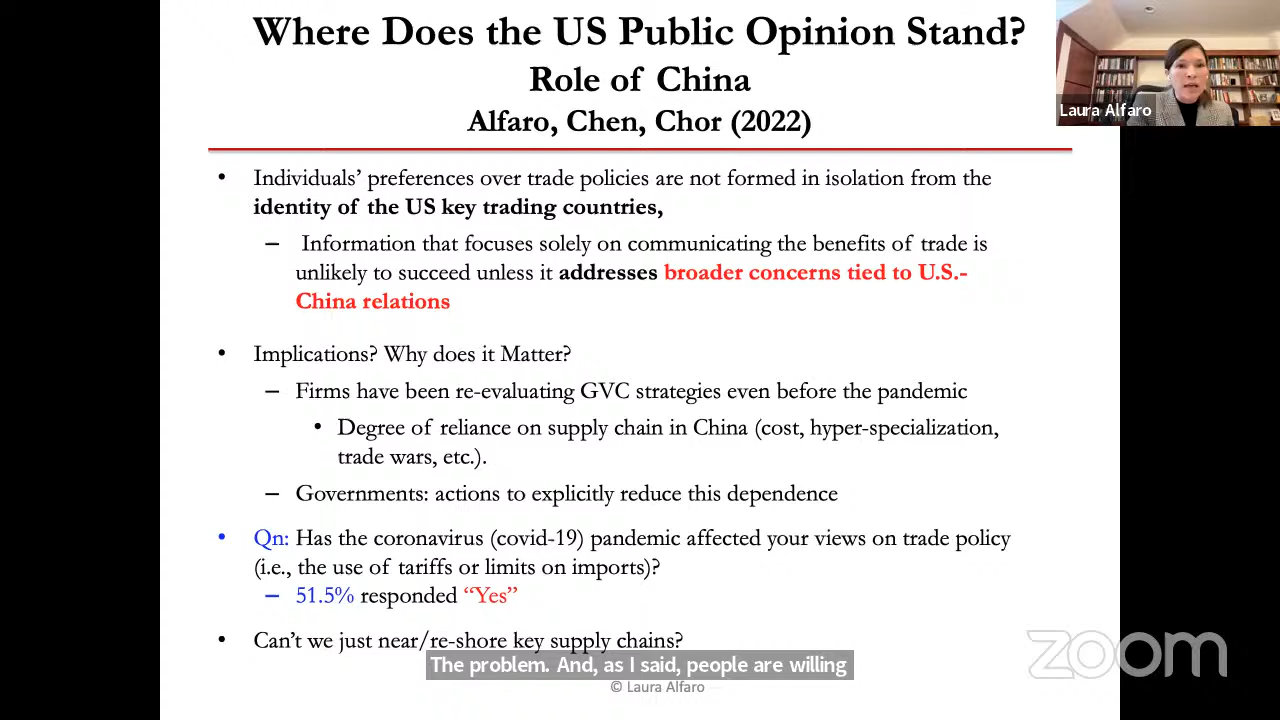 Where Does the US Public Opinion Stand?
Role of China
Alfaro, Chen, Chor (2022)
Laura Alfaro
• Individuals’ preferences over trade policies are not formed in isolation from the
identity of the US key trading countries,
– Information that focuses solely on communicating the benefits of trade is
unlikely to succeed unless it addresses broader concerns tied to U.S.-
China relations
• Implications? Why does it Matter?
– Firms have been re-evaluating GVC strategies even before the pandemic
• Degree of reliance on supply chain in China (cost, hyper-specialization,
trade wars, etc.).
– Governments: actions to explicitly reduce this dependence
• Qn: Has the coronavirus (covid-19) pandemic affected your views on trade policy
(i.e., the use of tariffs or limits on imports)?
– 51.5% responded “Yes”
• Can’t we just near/re-shore key supply chains?
The problem. And, as I said, people are willing
© Laura Alfaro
zoom